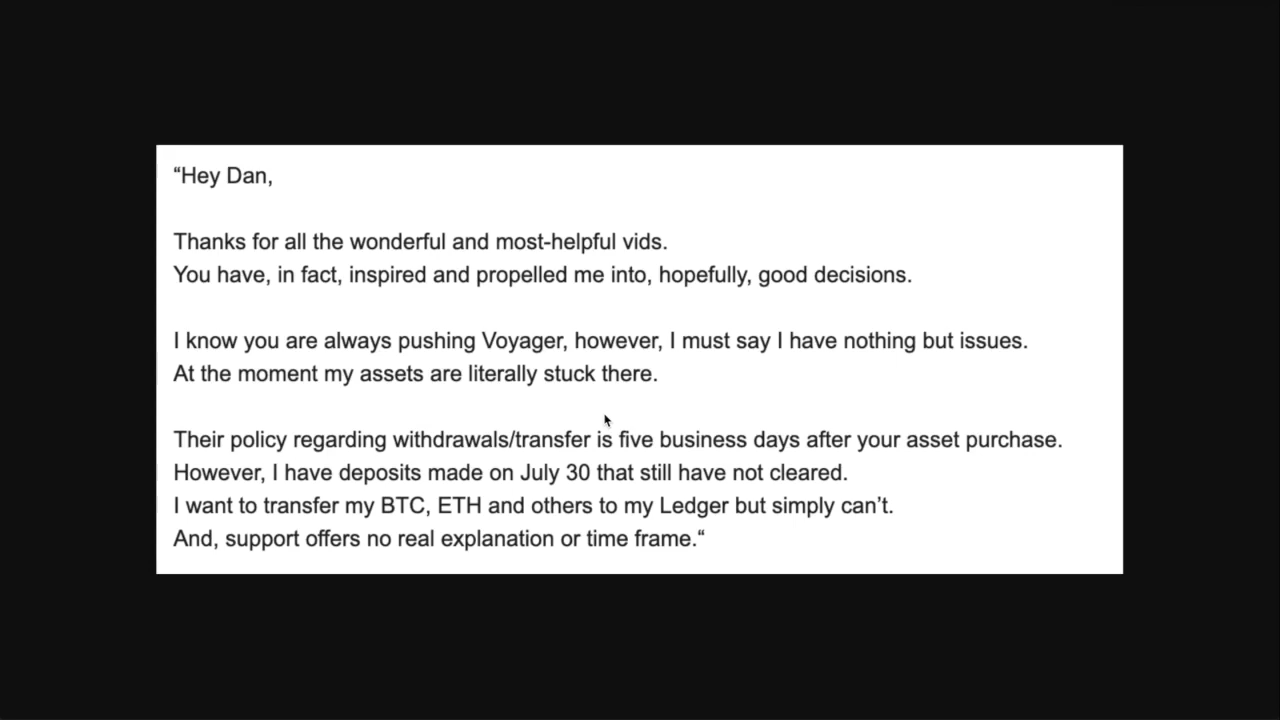 “Hey Dan,
Thanks for all the wonderful and most-helpful vids.
You have, in fact, inspired and propelled me into, hopefully, good decisions.
I know you are always pushing Voyager, however, I must say I have nothing but issues.
At the moment my assets are literally stuck there.
Their policy regarding withdrawals/transfer is five business days after your asset purchase.
However, I have deposits made on July 30 that still have not cleared.
I want to transfer my BTC, ETH and others to my Ledger but simply can’t.
And, support offers no real explanation or time frame.“